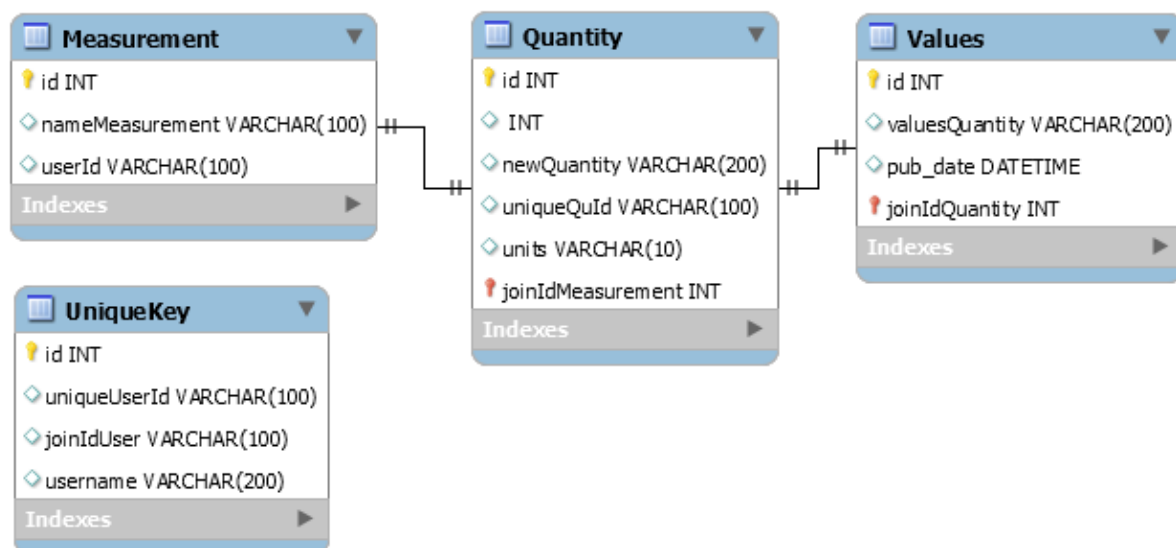 Measurement
id INT
nameMeasurement VARCHAR(100)
userId VARCHAR(100)
Indexes
Quantity
id INT
INT
newQuantity VARCHAR(200)
uniqueQuId VARCHAR(100)
units VARCHAR(10)
joinIdMeasurement INT
Indexes
Values
id INT
valuesQuantity VARCHAR(200)
pub_date DATETIME
joinIdQuantity INT
Indexes
UniqueKey
id INT
uniqueUserId VARCHAR(100)
joinIdUser VARCHAR(100)
username VARCHAR(200)
Indexes